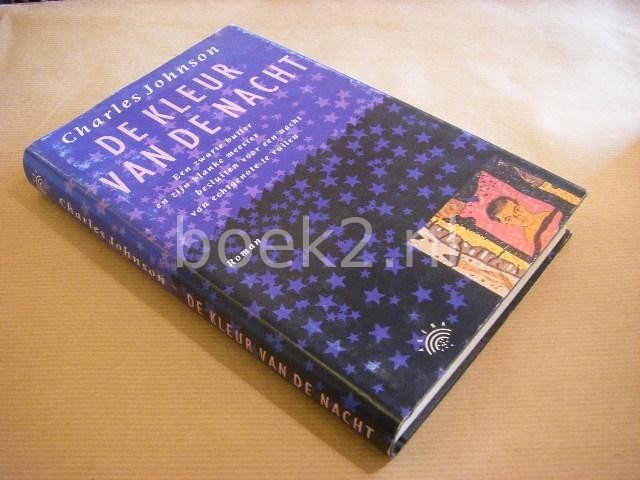 Charles Johnson
DE KLEUR
VAN DE NACHT
Een zwarte butler
en zijn blanke meester
besluiten voor een nacht
van echtgenote te ruilen
Roman
boek2.nl
Charles Johnson - DE KLEUR VAN DE NACHT